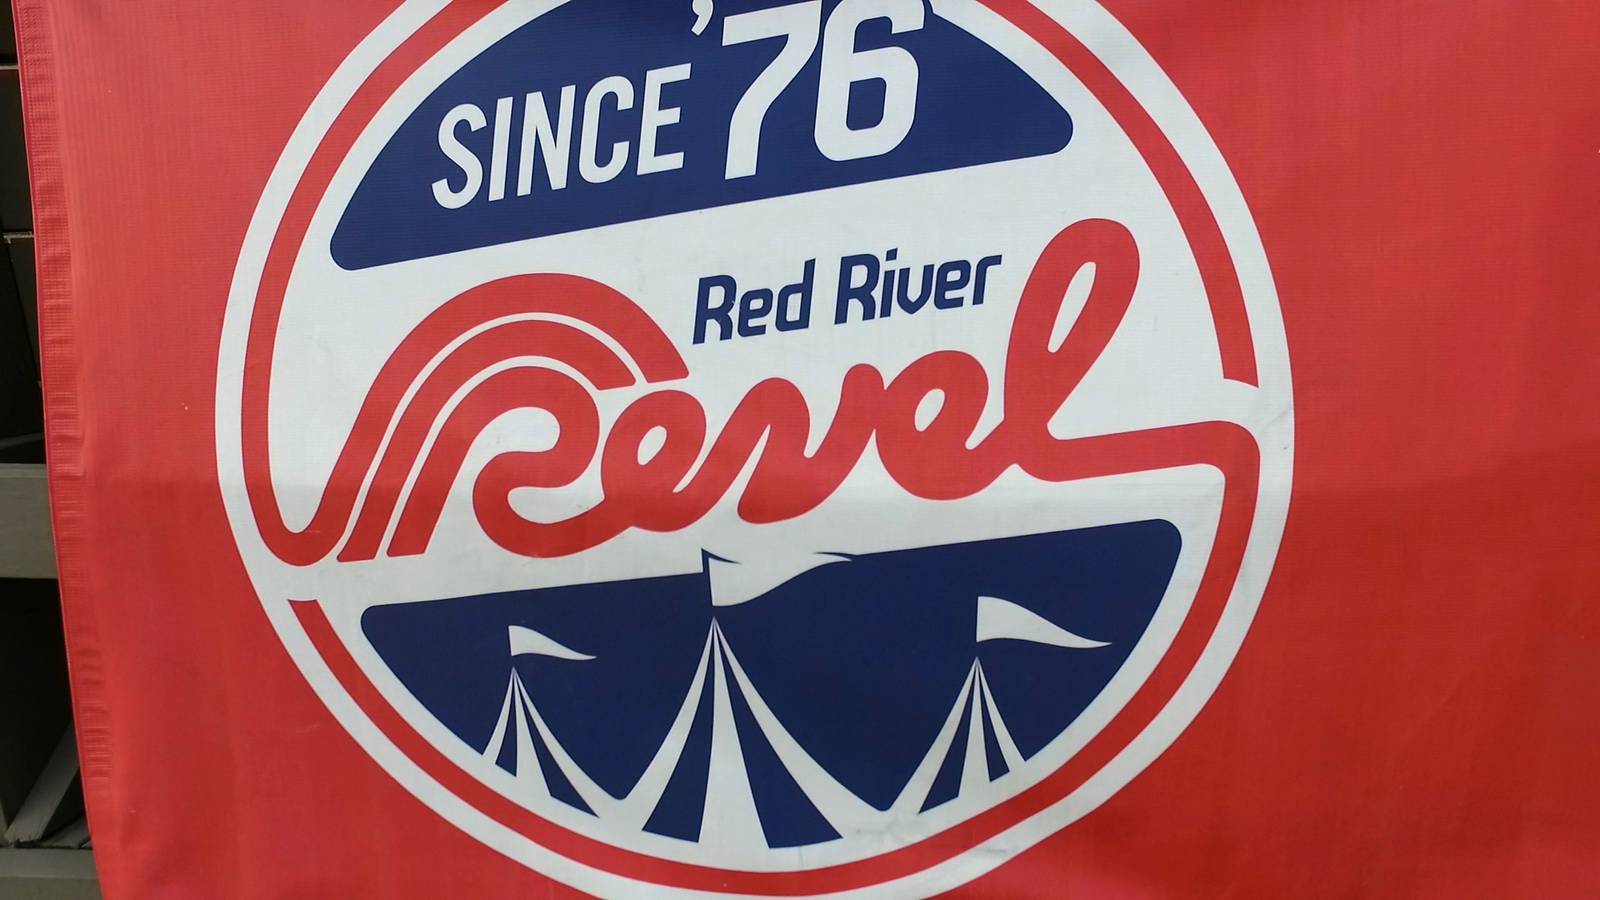 SINCE '76
Red River
Revel